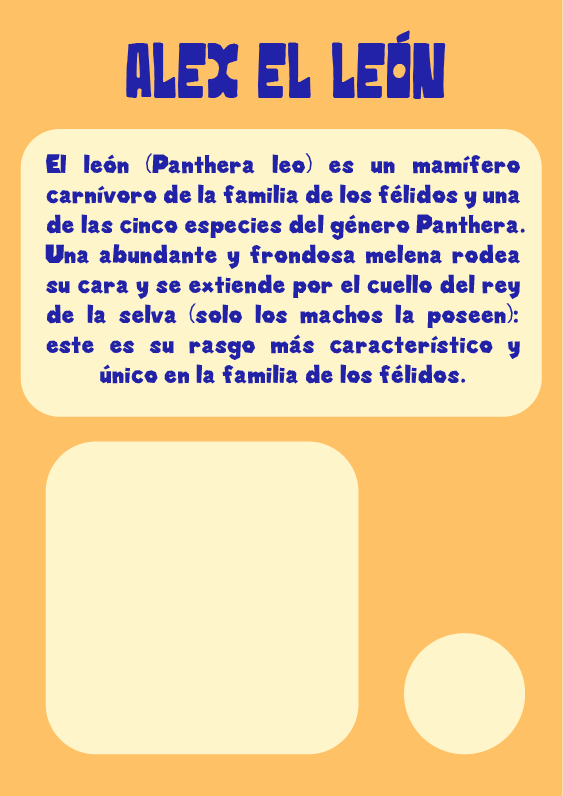 ALEX EL LEÓN
El león (Panthera leo) es un mamífero
carnívoro de la familia de los félidos y una
de las cinco especies del género Panthera.
Una abundante y frondosa melena rodea
su cara y se extiende por el cuello del rey
de la selva (solo los machos la poseen):
este es su rasgo más característico y
único en la familia de los félidos.